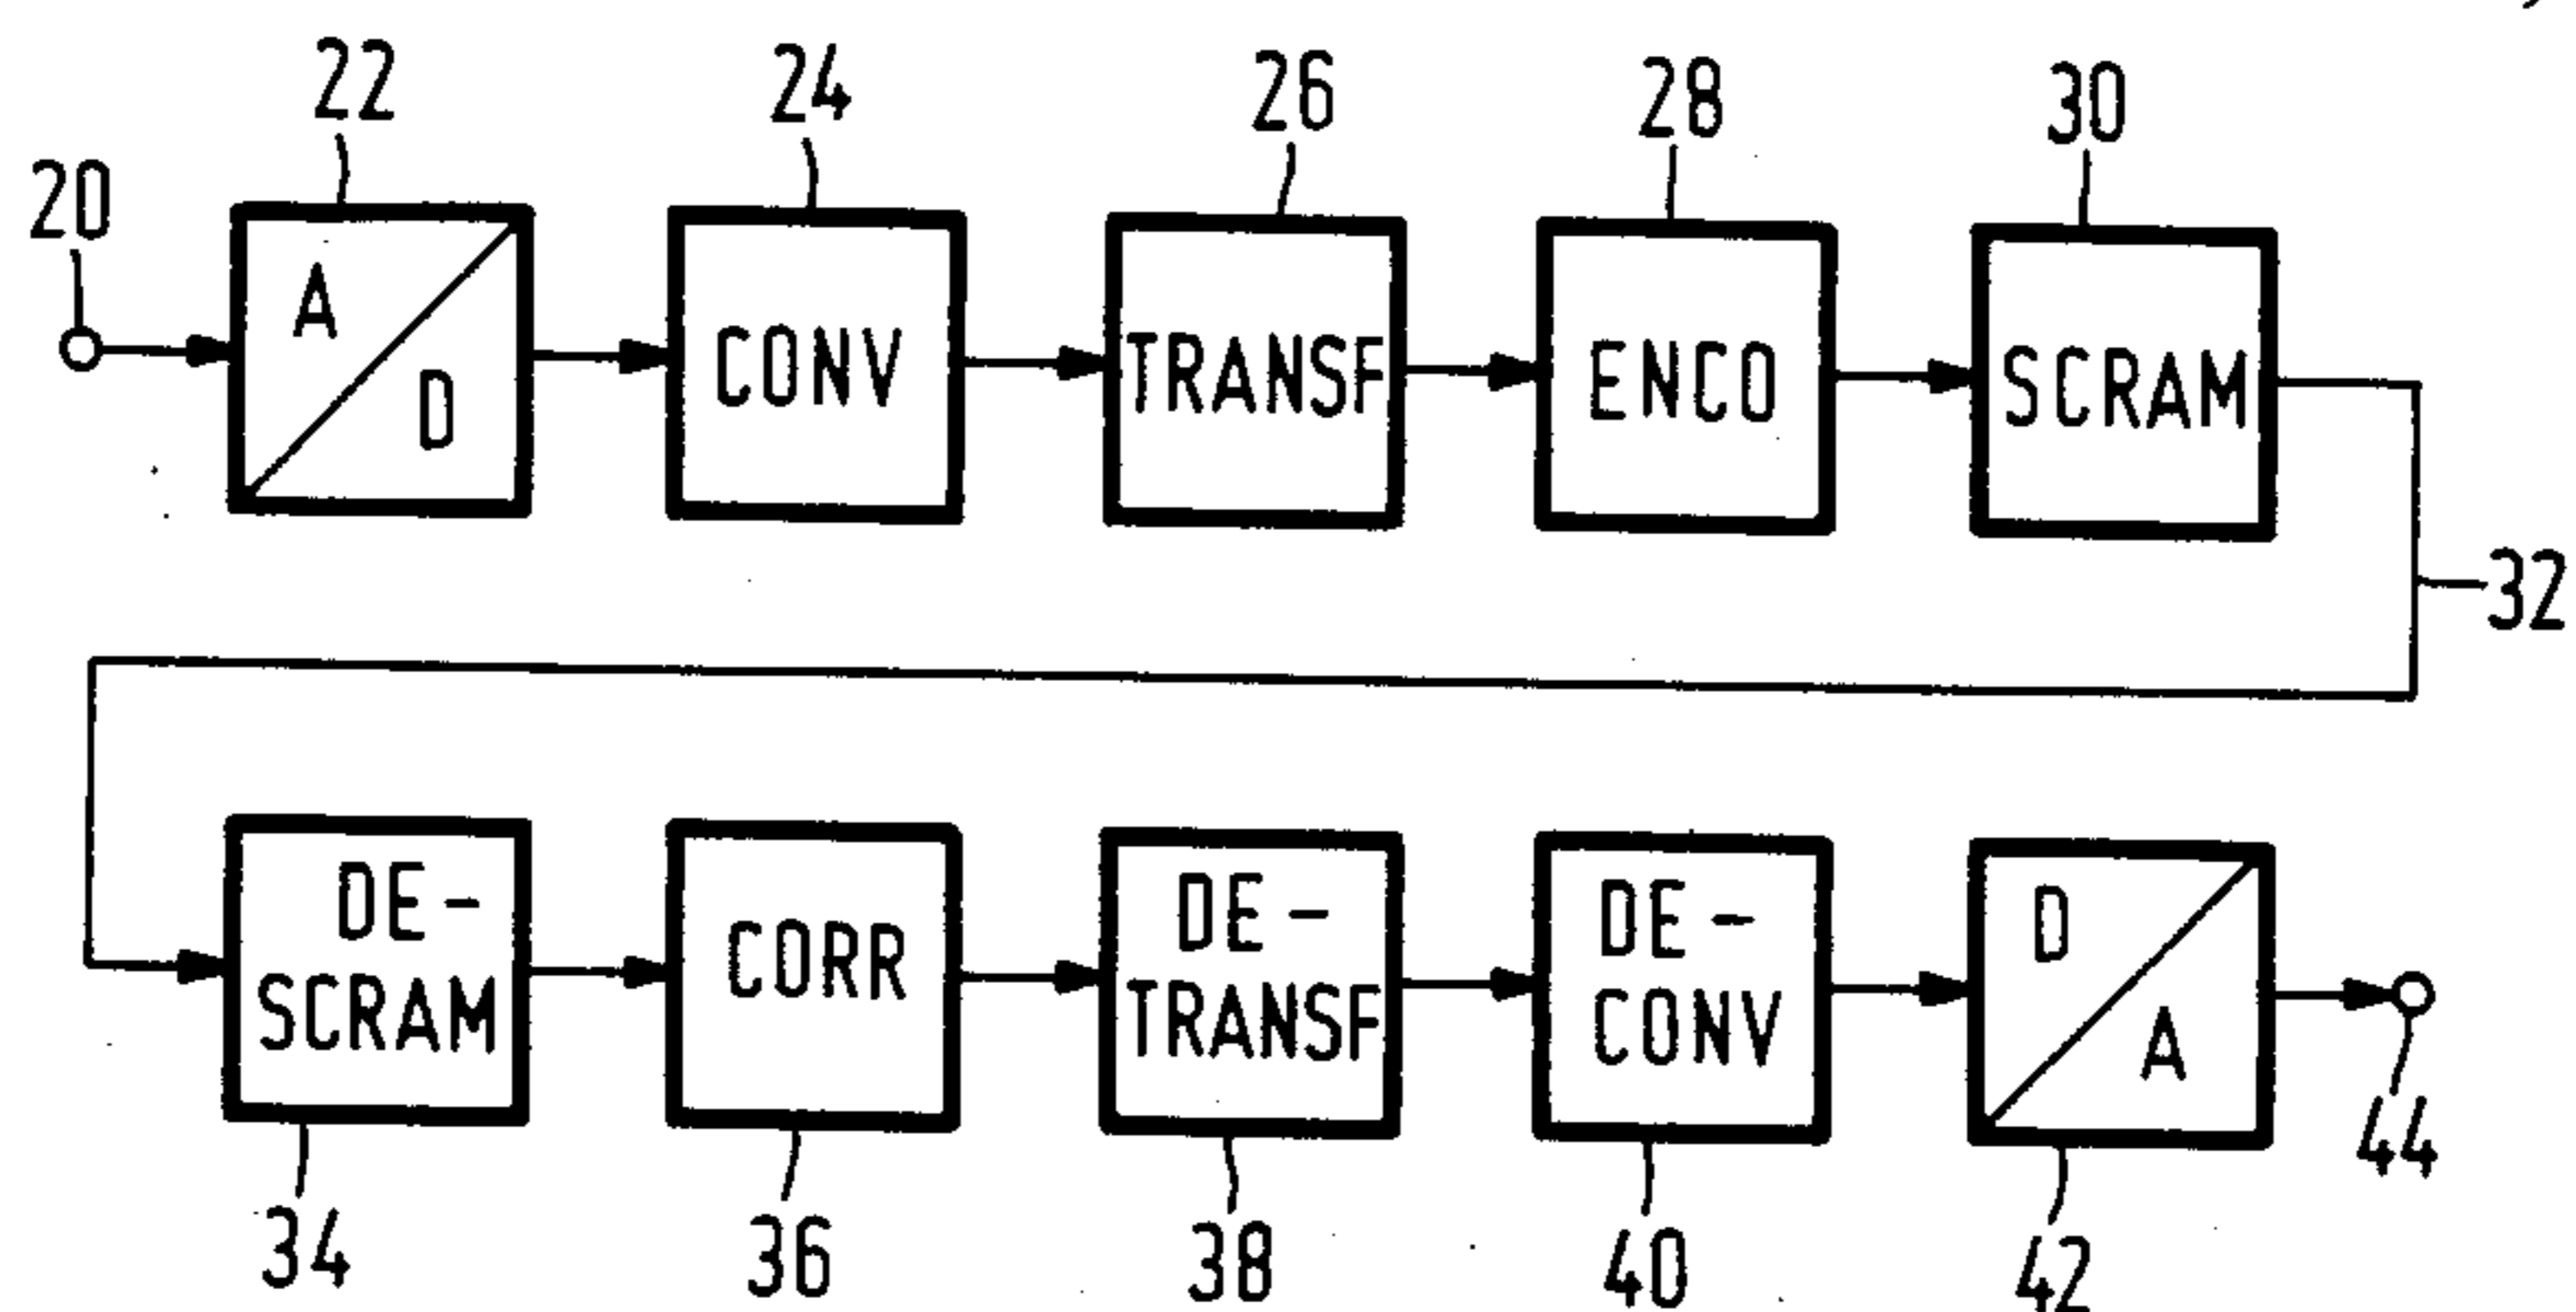 22
24
26
28
30
20
A
D
CONV
TRANSF
ENCO
SCRAM
32
DE-
SCRAM
CORR
DE-
TRANSF
DE-
CONV
D
A
44
34
36
38
40
42